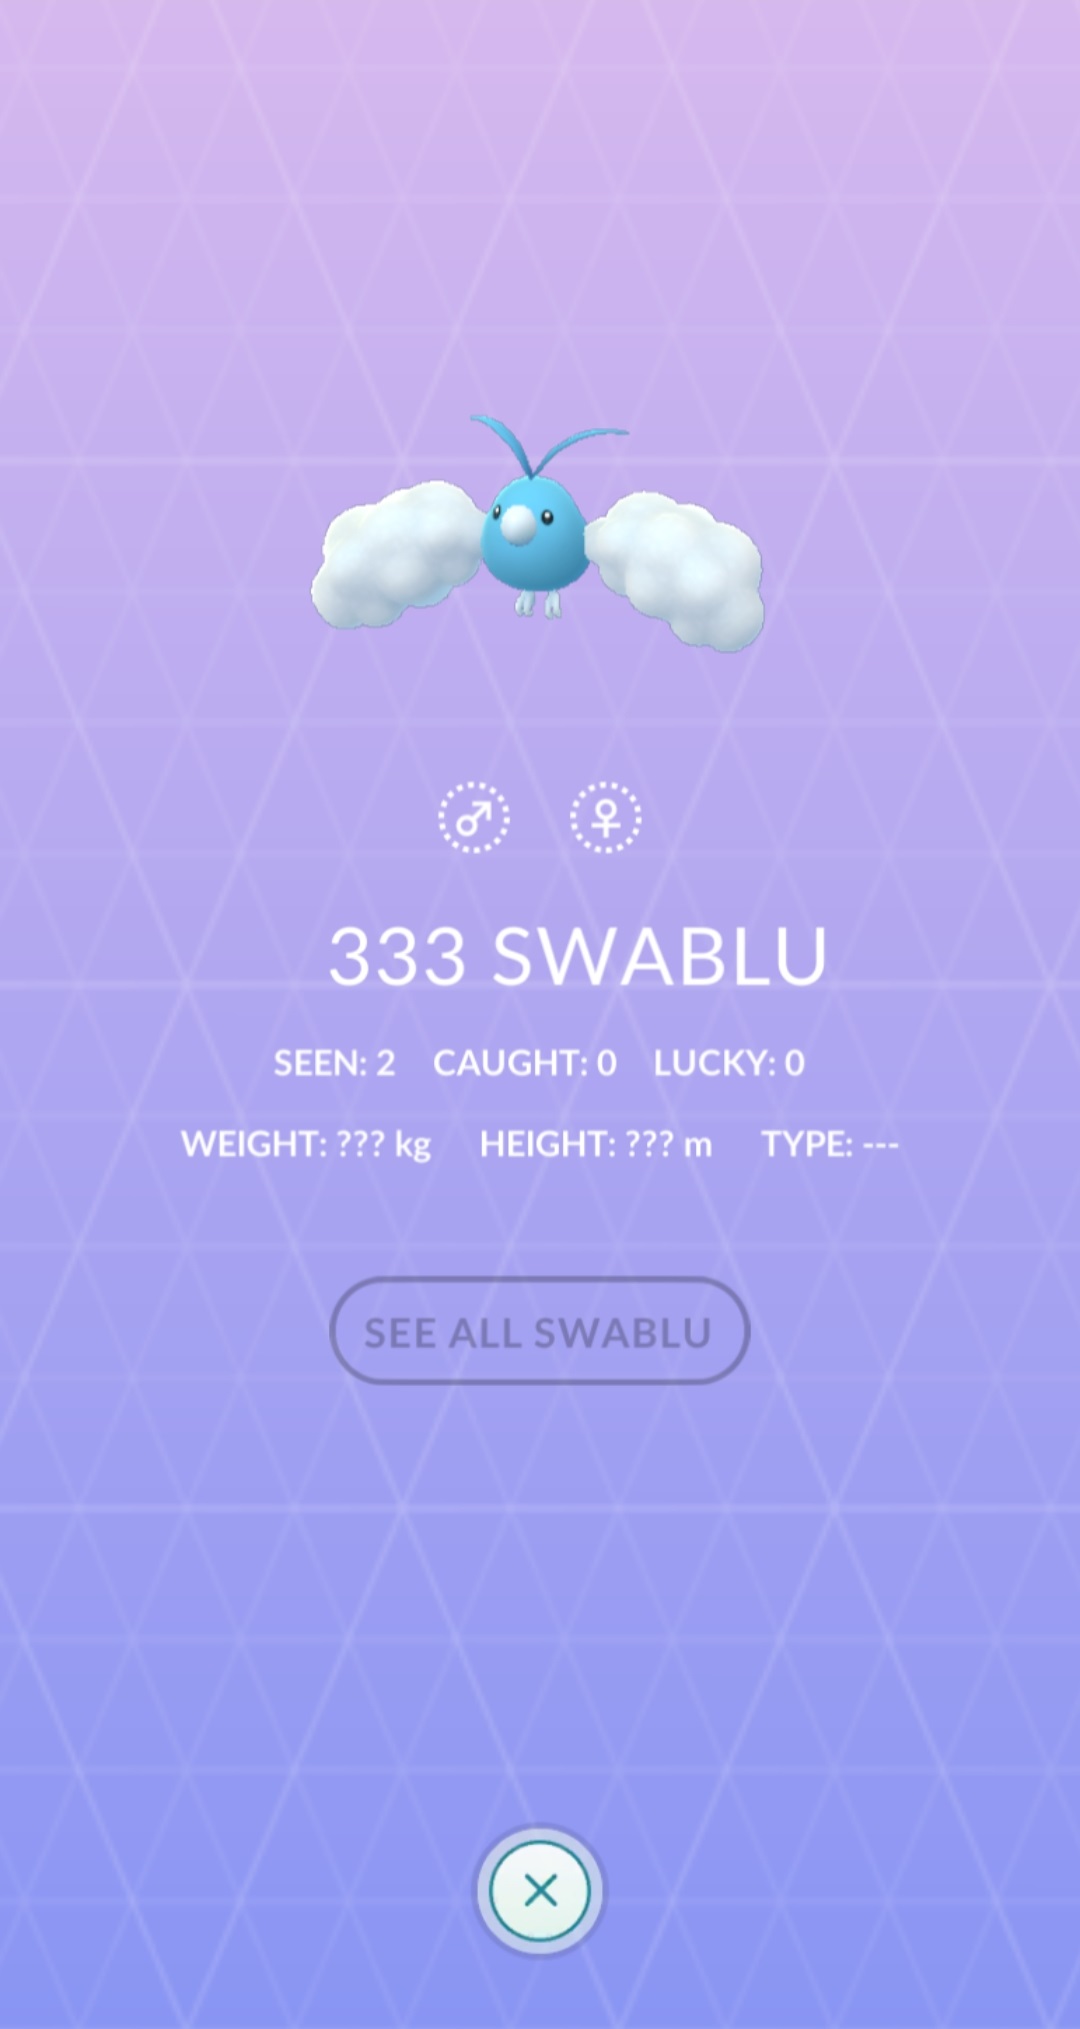 333 SWABLU
SEEN: 2 CAUGHT: 0 LUCKY: 0
WEIGHT: ??? kg HEIGHT: ??? m TYPE: ---
SEE ALL SWABLU